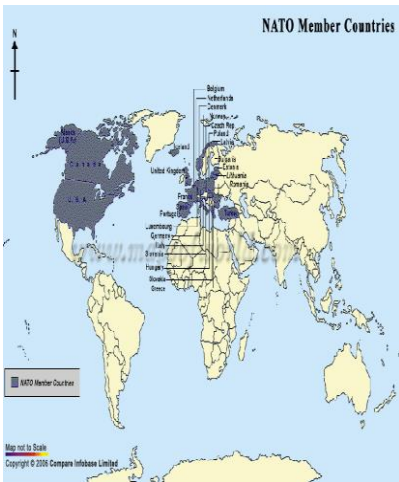 NATO Member Countries
N
Belgium
Netherlands
Denmark
Norway
Czech Rep
Poland
Latvia
Iceland
Bulgaria
Estonia
Lithuania
Romania
United Kingdom
Canada
U.S.A
France
Spain
Portugal
Turkey
Luxembourg
Germany
Italy
Slovenia
Hungary
Slovakia
Greece
NATO Member Countries
Map not to Scale
Copyright © 2006 Compare Infobase Limited